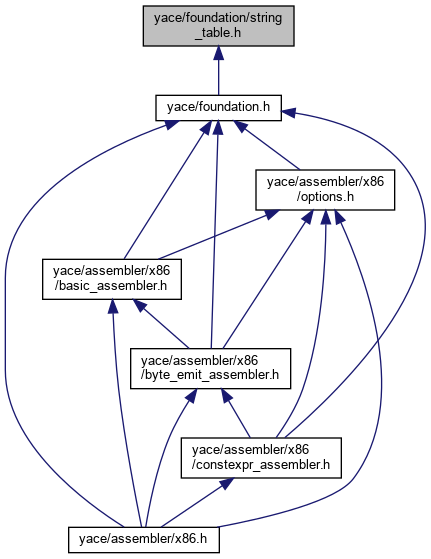 yace/foundation/string
_table.h
yace/foundation.h
yace/assembler/x86
/options.h
yace/assembler/x86
/basic_assembler.h
yace/assembler/x86
/byte_emit_assembler.h
yace/assembler/x86
/constexpr_assembler.h
yace/assembler/x86.h